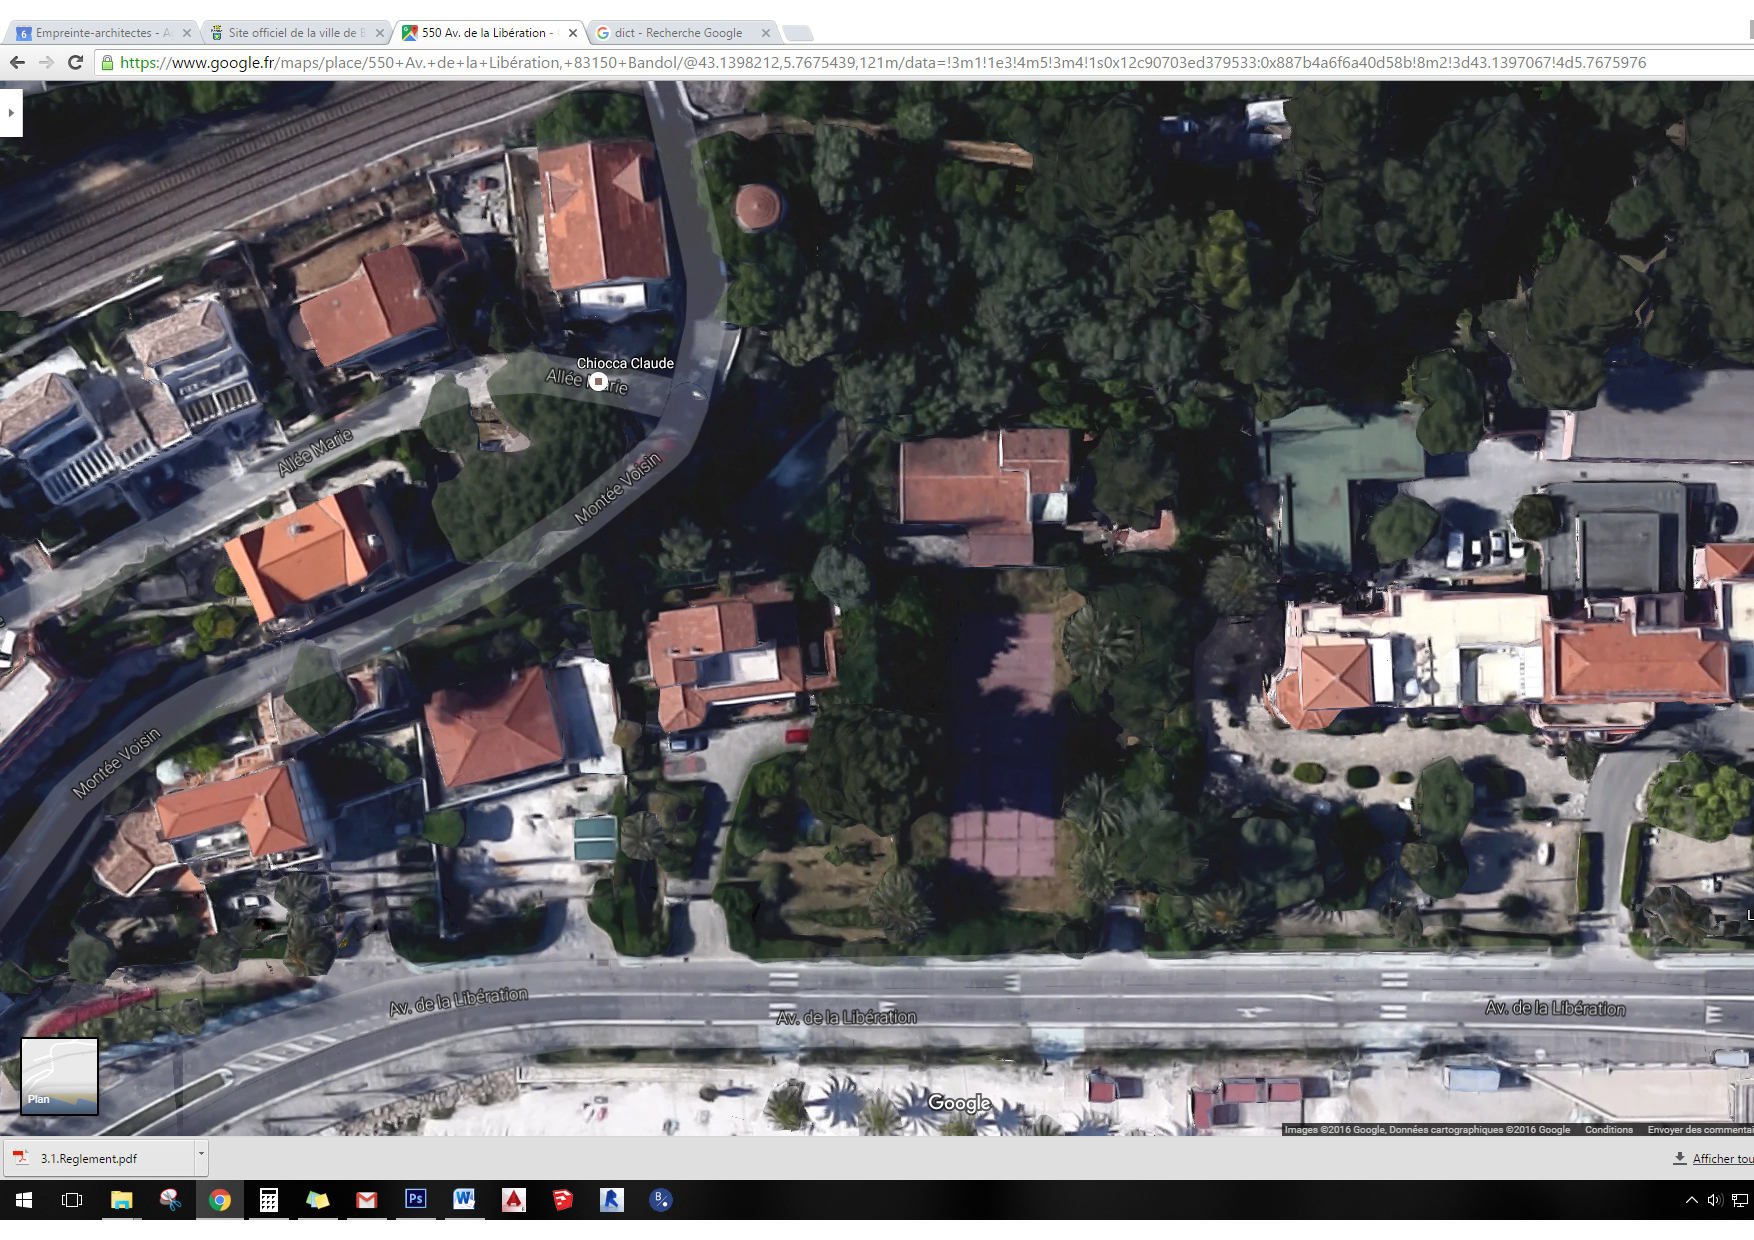 Empreinte-architectes - A
Site officiel de la ville de B
550 Av. de la Libération -
dict - Recherche Google
https://www.google.fr/maps/place/550+Av.+de+la+Libération,+83150+Bandol/@43.1398212,5.7675439,121m/data=!3m1!1e3!4m5!3m4!1s0x12c90703ed379533:0x887b4a6f6a40d58b!8m2!3d43.1397067!4d5.7675976
Chiocca Claude
Allée Marie
Allée Marie
Montée Voisin
Montée Voisin
Av. de la Libération
Av. de la Libération
Av. de la Libération
L
Plan
Google
Images ©2016 Google, Données cartographiques ©2016 Google Conditions Envoyer des commentai
3.1.Reglement.pdf
Afficher tou
Ps